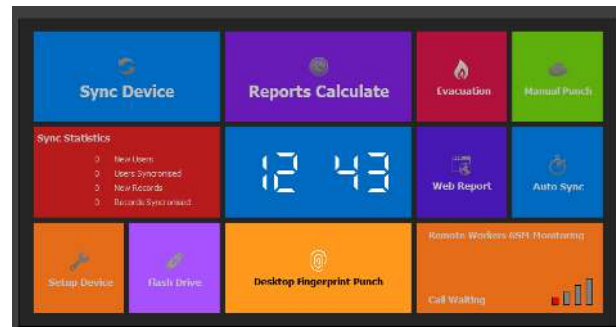 Sync Device
Reports Calculate
Evacuation
Manual Punch
Sync Statistics
0 New Users
0 Users Syncronised
0 New Records
0 Records Syncronised
12 43
Web Report
Auto Sync
Setup Device
Flash Drive
Desktop Fingerprint Punch
Remote Workers GSM Monitoring
Call Waiting